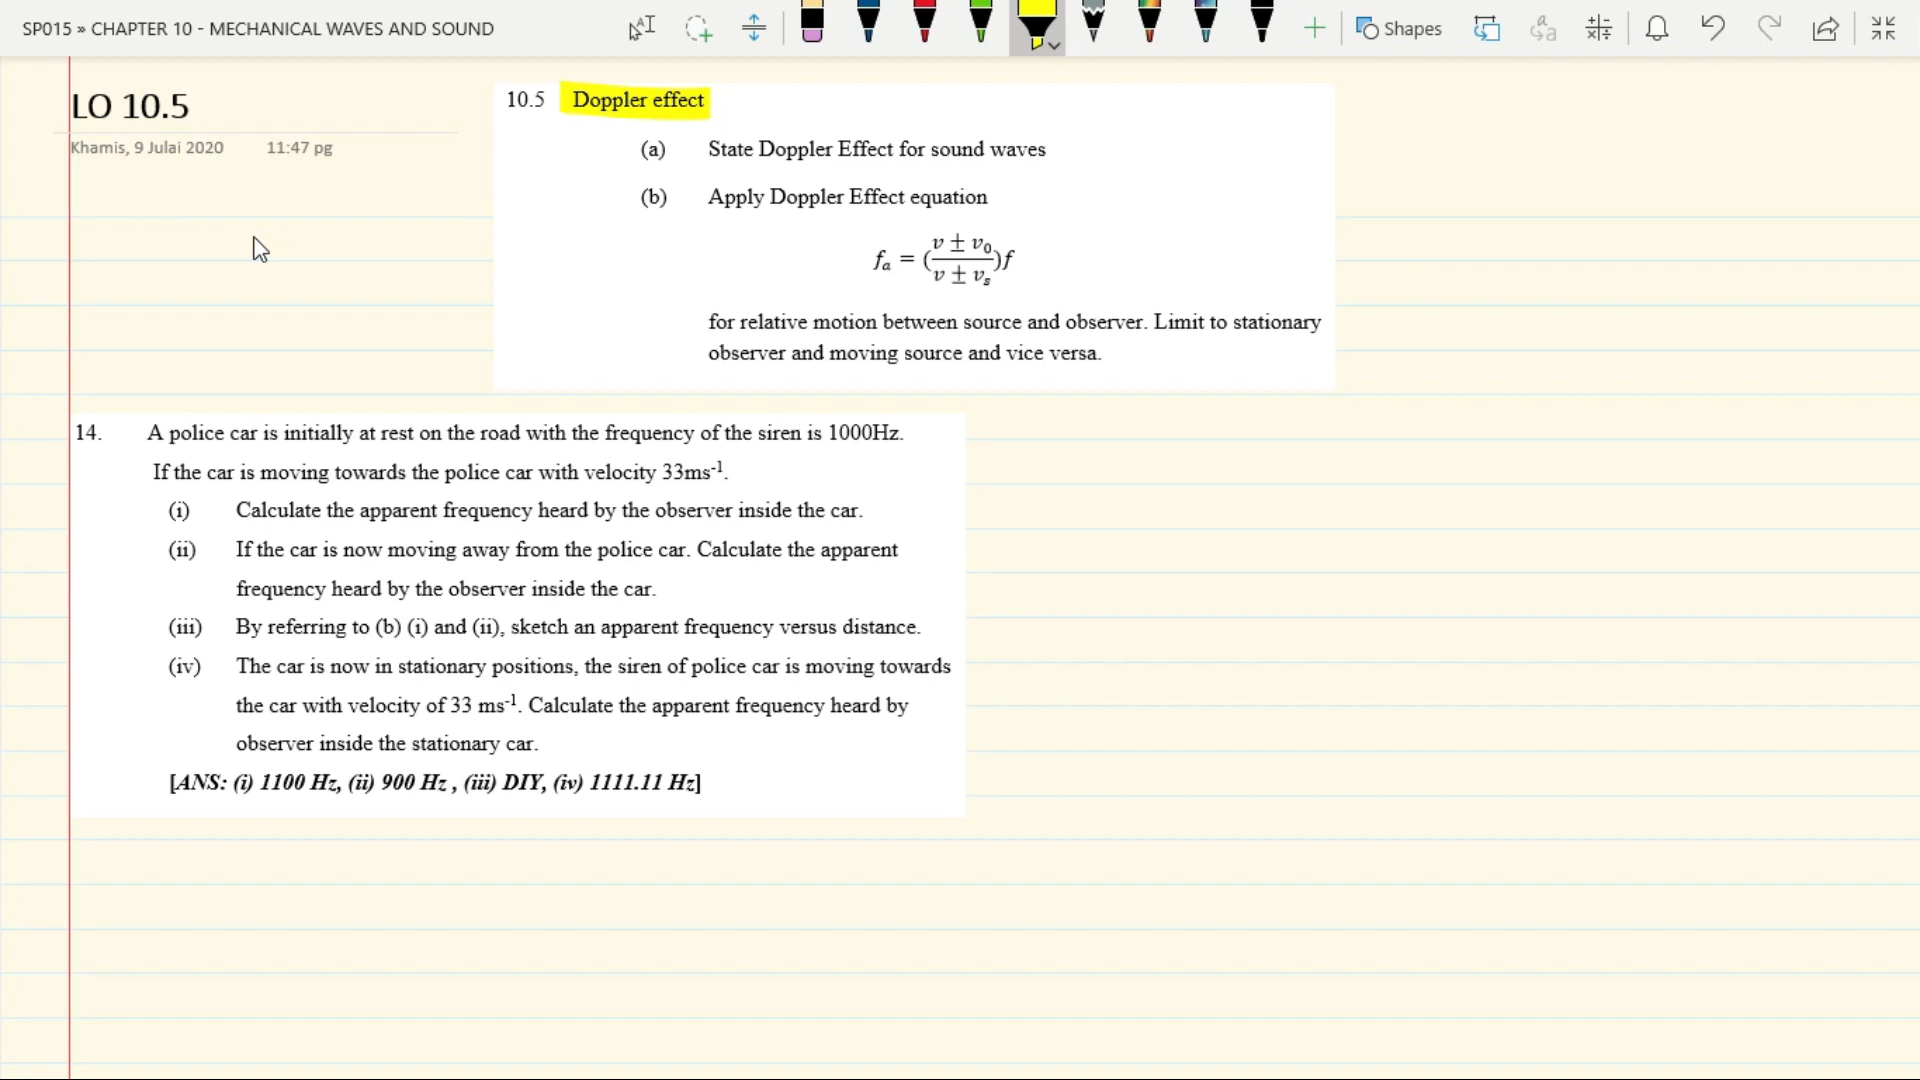 SP015 » CHAPTER 10 - MECHANICAL WAVES AND SOUND
Shapes
LO 10.5
Khamis, 9 Julai 2020 11:47 pg
10.5 Doppler effect
(a) State Doppler Effect for sound waves
(b) Apply Doppler Effect equation
fₐ = (v ± v₀ / v ± vₛ)f
for relative motion between source and observer. Limit to stationary
observer and moving source and vice versa.
14. A police car is initially at rest on the road with the frequency of the siren is 1000Hz.
If the car is moving towards the police car with velocity 33ms⁻¹.
(i) Calculate the apparent frequency heard by the observer inside the car.
(ii) If the car is now moving away from the police car. Calculate the apparent
frequency heard by the observer inside the car.
(iii) By referring to (b) (i) and (ii), sketch an apparent frequency versus distance.
(iv) The car is now in stationary positions, the siren of police car is moving towards
the car with velocity of 33 ms⁻¹. Calculate the apparent frequency heard by
observer inside the stationary car.
[ANS: (i) 1100 Hz, (ii) 900 Hz , (iii) DIY, (iv) 1111.11 Hz]